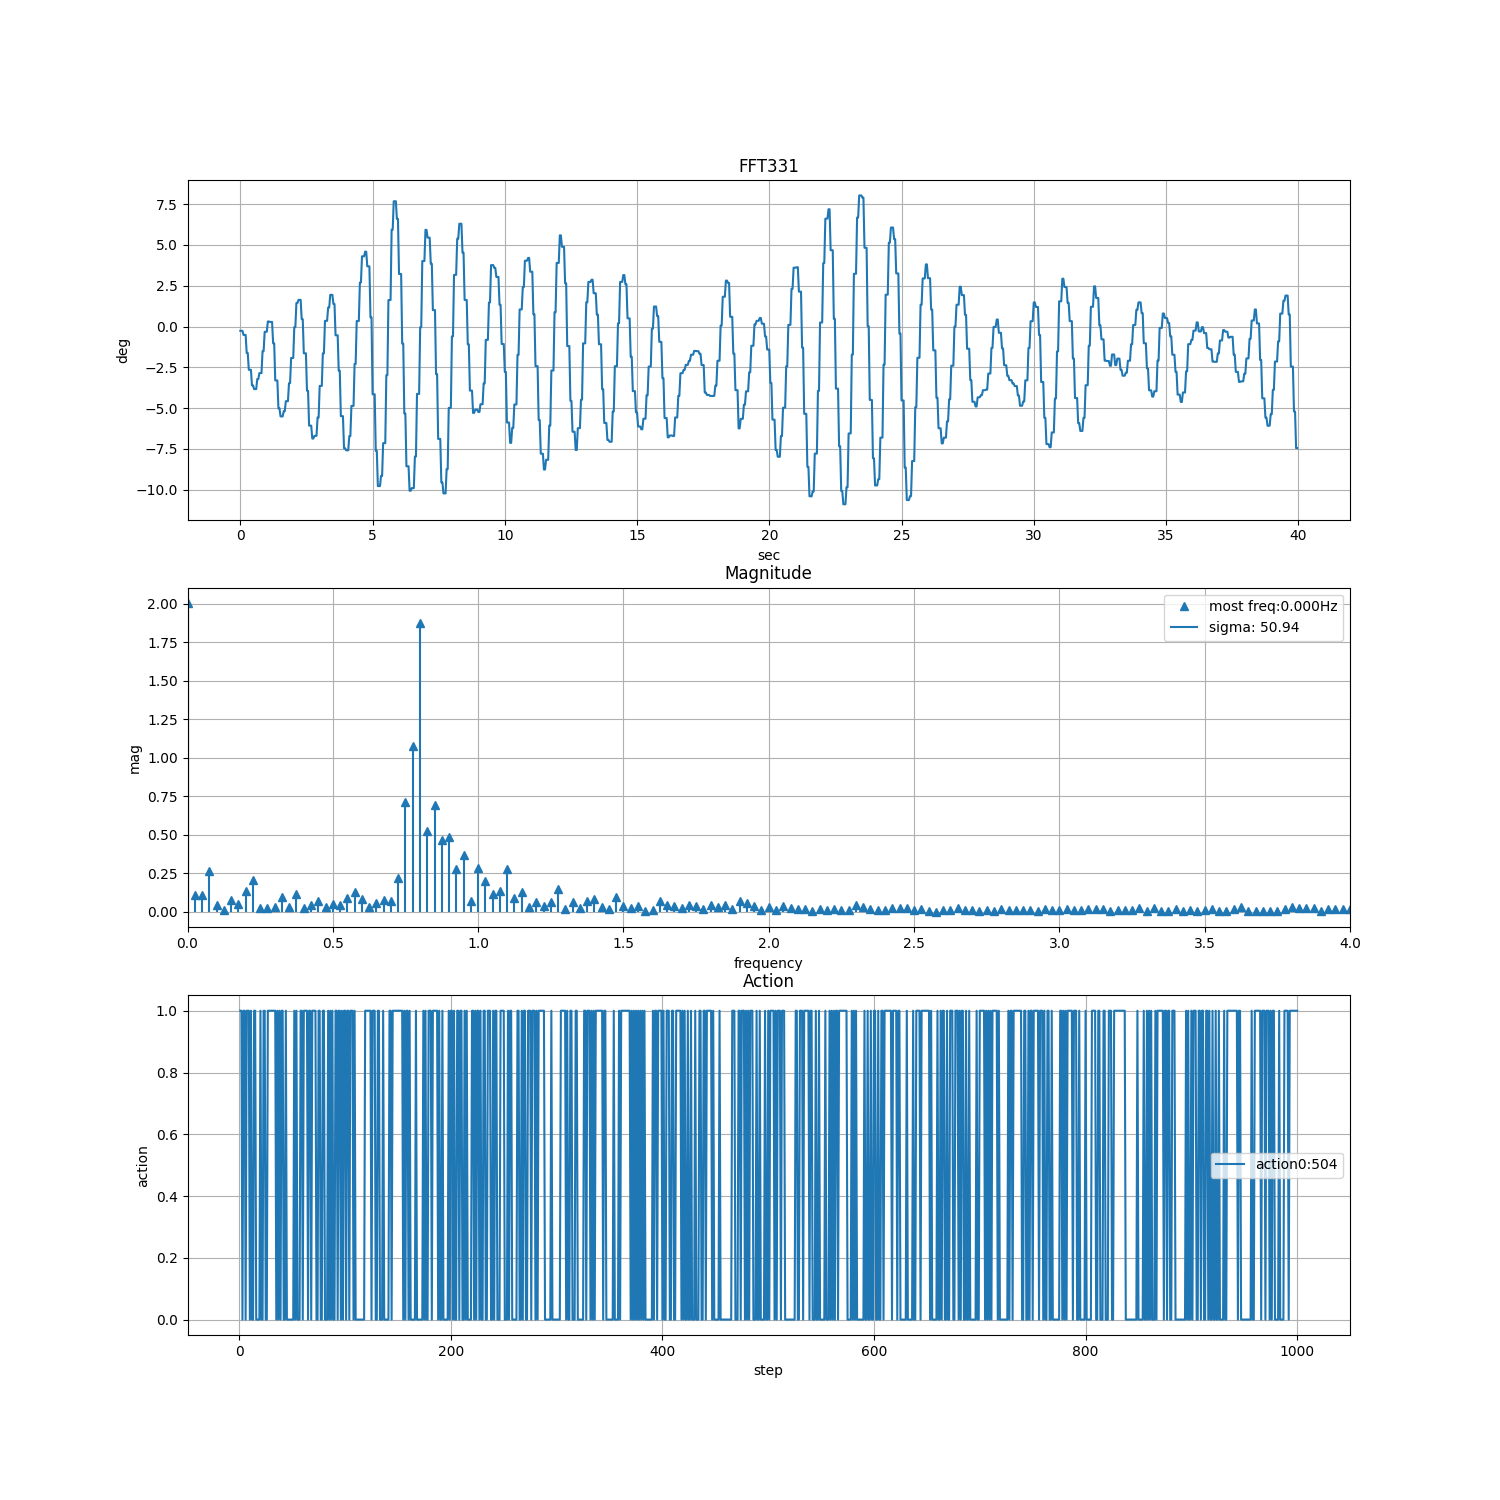 FFT331
7.5
5.0
2.5
0.0
−2.5
−5.0
−7.5
−10.0
deg
0 5 10 15 20 25 30 35 40
sec
Magnitude
2.00
1.75
1.50
1.25
1.00
0.75
0.50
0.25
0.00
mag
most freq:0.000Hz
sigma: 50.94
0.0 0.5 1.0 1.5 2.0 2.5 3.0 3.5 4.0
frequency
Action
1.0
0.8
0.6
0.4
0.2
0.0
action
action0:504
0 200 400 600 800 1000
step